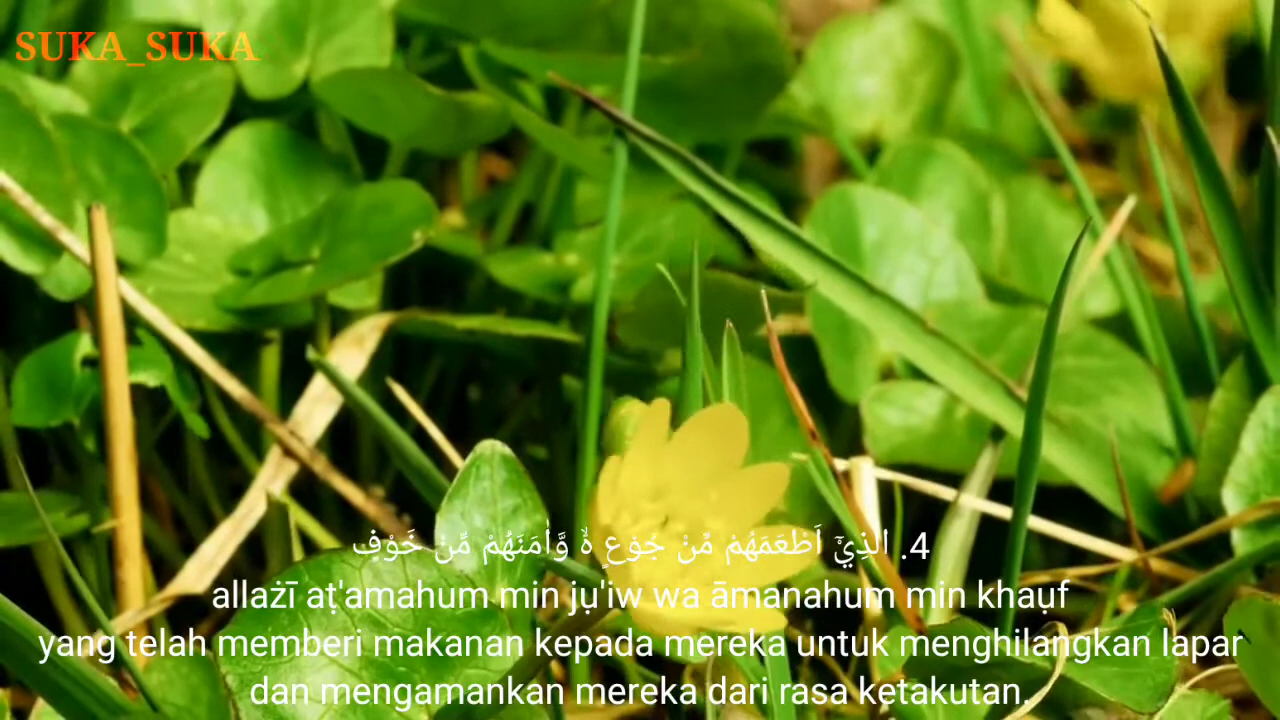 SUKA_SUKA
4. الَّذِيْٓ اَطْعَمَهُمْ مِّنْ جُوْعٍ ەۙ وَّاٰمَنَهُمْ مِّنْ خَوْفٍ
allażī aṭ'amahum min jụ'iw wa āmanahum min khaụf
yang telah memberi makanan kepada mereka untuk menghilangkan lapar
dan mengamankan mereka dari rasa ketakutan.